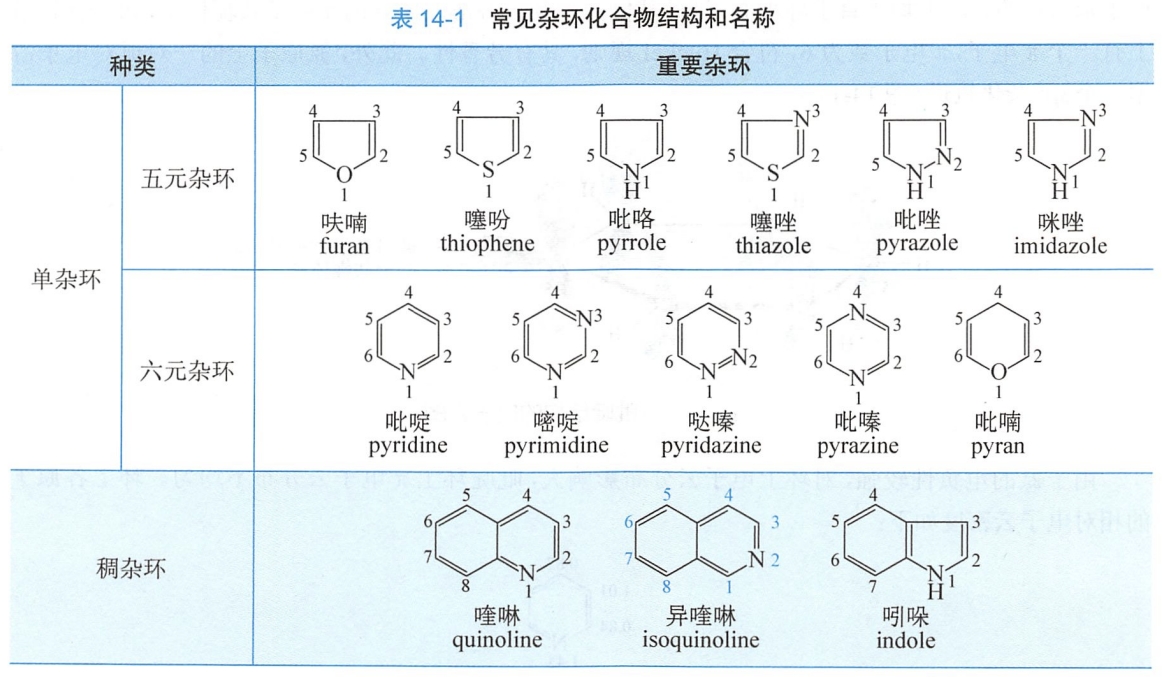 表 14-1 常见杂环化合物结构和名称
种类 重要杂环
单杂环
五元杂环
4 3 5 2 O 1
呋喃
furan
4 3 5 2 S 1
噻吩
thiophene
4 3 5 2 N H 1
吡咯
pyrrole
4 N 3 5 2 S 1
噻唑
thiazole
4 3 5 N 2 N H 1
吡唑
pyrazole
4 N 3 5 2 N H 1
咪唑
imidazole
六元杂环
4 5 3 6 2 N 1
吡啶
pyridine
4 5 N 3 6 2 N 1
嘧啶
pyrimidine
4 5 3 6 N 2 N 1
哒嗪
pyridazine
4 N 5 3 6 2 N 1
吡嗪
pyrazine
4 5 3 6 2 O 1
吡喃
pyran
稠杂环
5 4 6 3 7 2 8 N 1
喹啉
quinoline
5 4 6 3 7 N 2 8 1
异喹啉
isoquinoline
4 5 3 6 2 7 N H 1
吲哚
indole